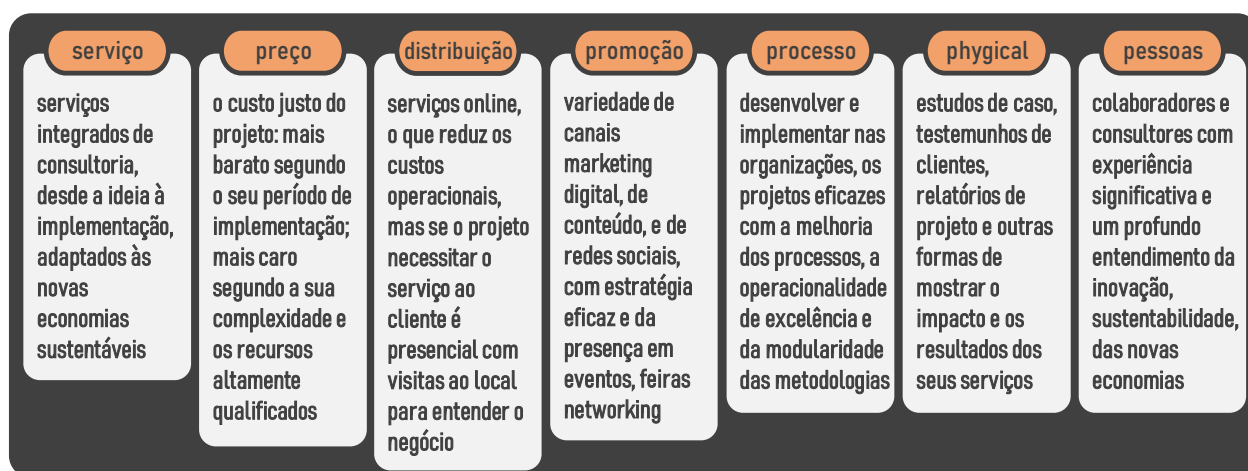 serviço
serviços
integrados de
consultoria,
desde a ideia à
implementação,
adaptados às
novas
economias
sustentáveis
preço
o custo justo do
projeto: mais
barato segundo
o seu período de
implementação;
mais caro
segundo a sua
complexidade e
os recursos
altamente
qualificados
distribuição
serviços online,
o que reduz os
custos
operacionais,
mas se o projeto
necessitar o
serviço ao
cliente é
presencial com
visitas ao local
para entender o
negócio
promoção
variedade de
canais
marketing
digital, de
conteúdo, e de
redes sociais,
com estratégia
eficaz e da
presença em
eventos, feiras
networking
processo
desenvolver e
implementar nas
organizações, os
projetos eficazes
com a melhoria
dos processos, a
operacionalidade
de excelência e
da modularidade
das metodologias
phygical
estudos de caso,
testemunhos de
clientes,
relatórios de
projeto e outras
formas de
mostrar o
impacto e os
resultados dos
seus serviços
pessoas
colaboradores e
consultores com
experiência
significativa e
um profundo
entendimento da
inovação,
sustentabilidade,
das novas
economias